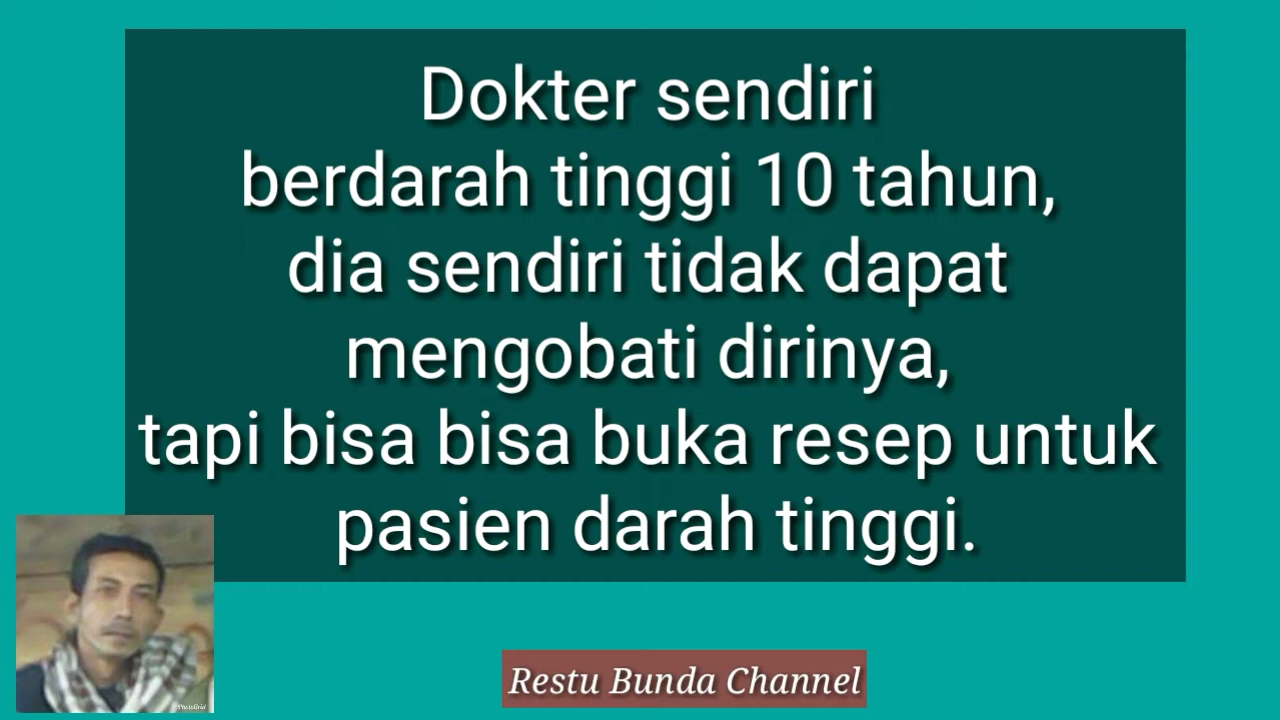 Dokter sendiri
berdarah tinggi 10 tahun,
dia sendiri tidak dapat
mengobati dirinya,
tapi bisa bisa buka resep untuk
pasien darah tinggi.
PhotoGrid
Restu Bunda Channel